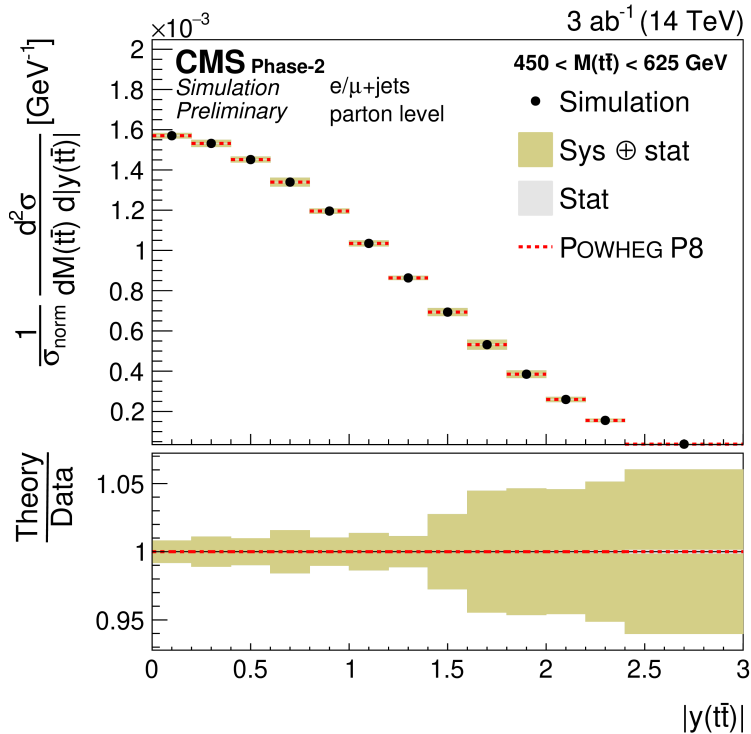 ×10⁻³
3 ab⁻¹ (14 TeV)
CMS Phase-2
Simulation
Preliminary
e/μ+jets
parton level
450 < M(tt̄) < 625 GeV
Simulation
Sys ⊕ stat
Stat
POWHEG P8
1/σnorm d²σ/dM(tt̄) d|y(tt̄)| [GeV⁻¹]
2
1.8
1.6
1.4
1.2
1
0.8
0.6
0.4
0.2
Theory
Data
1.05
1
0.95
0 0.5 1 1.5 2 2.5 3
|y(tt̄)|